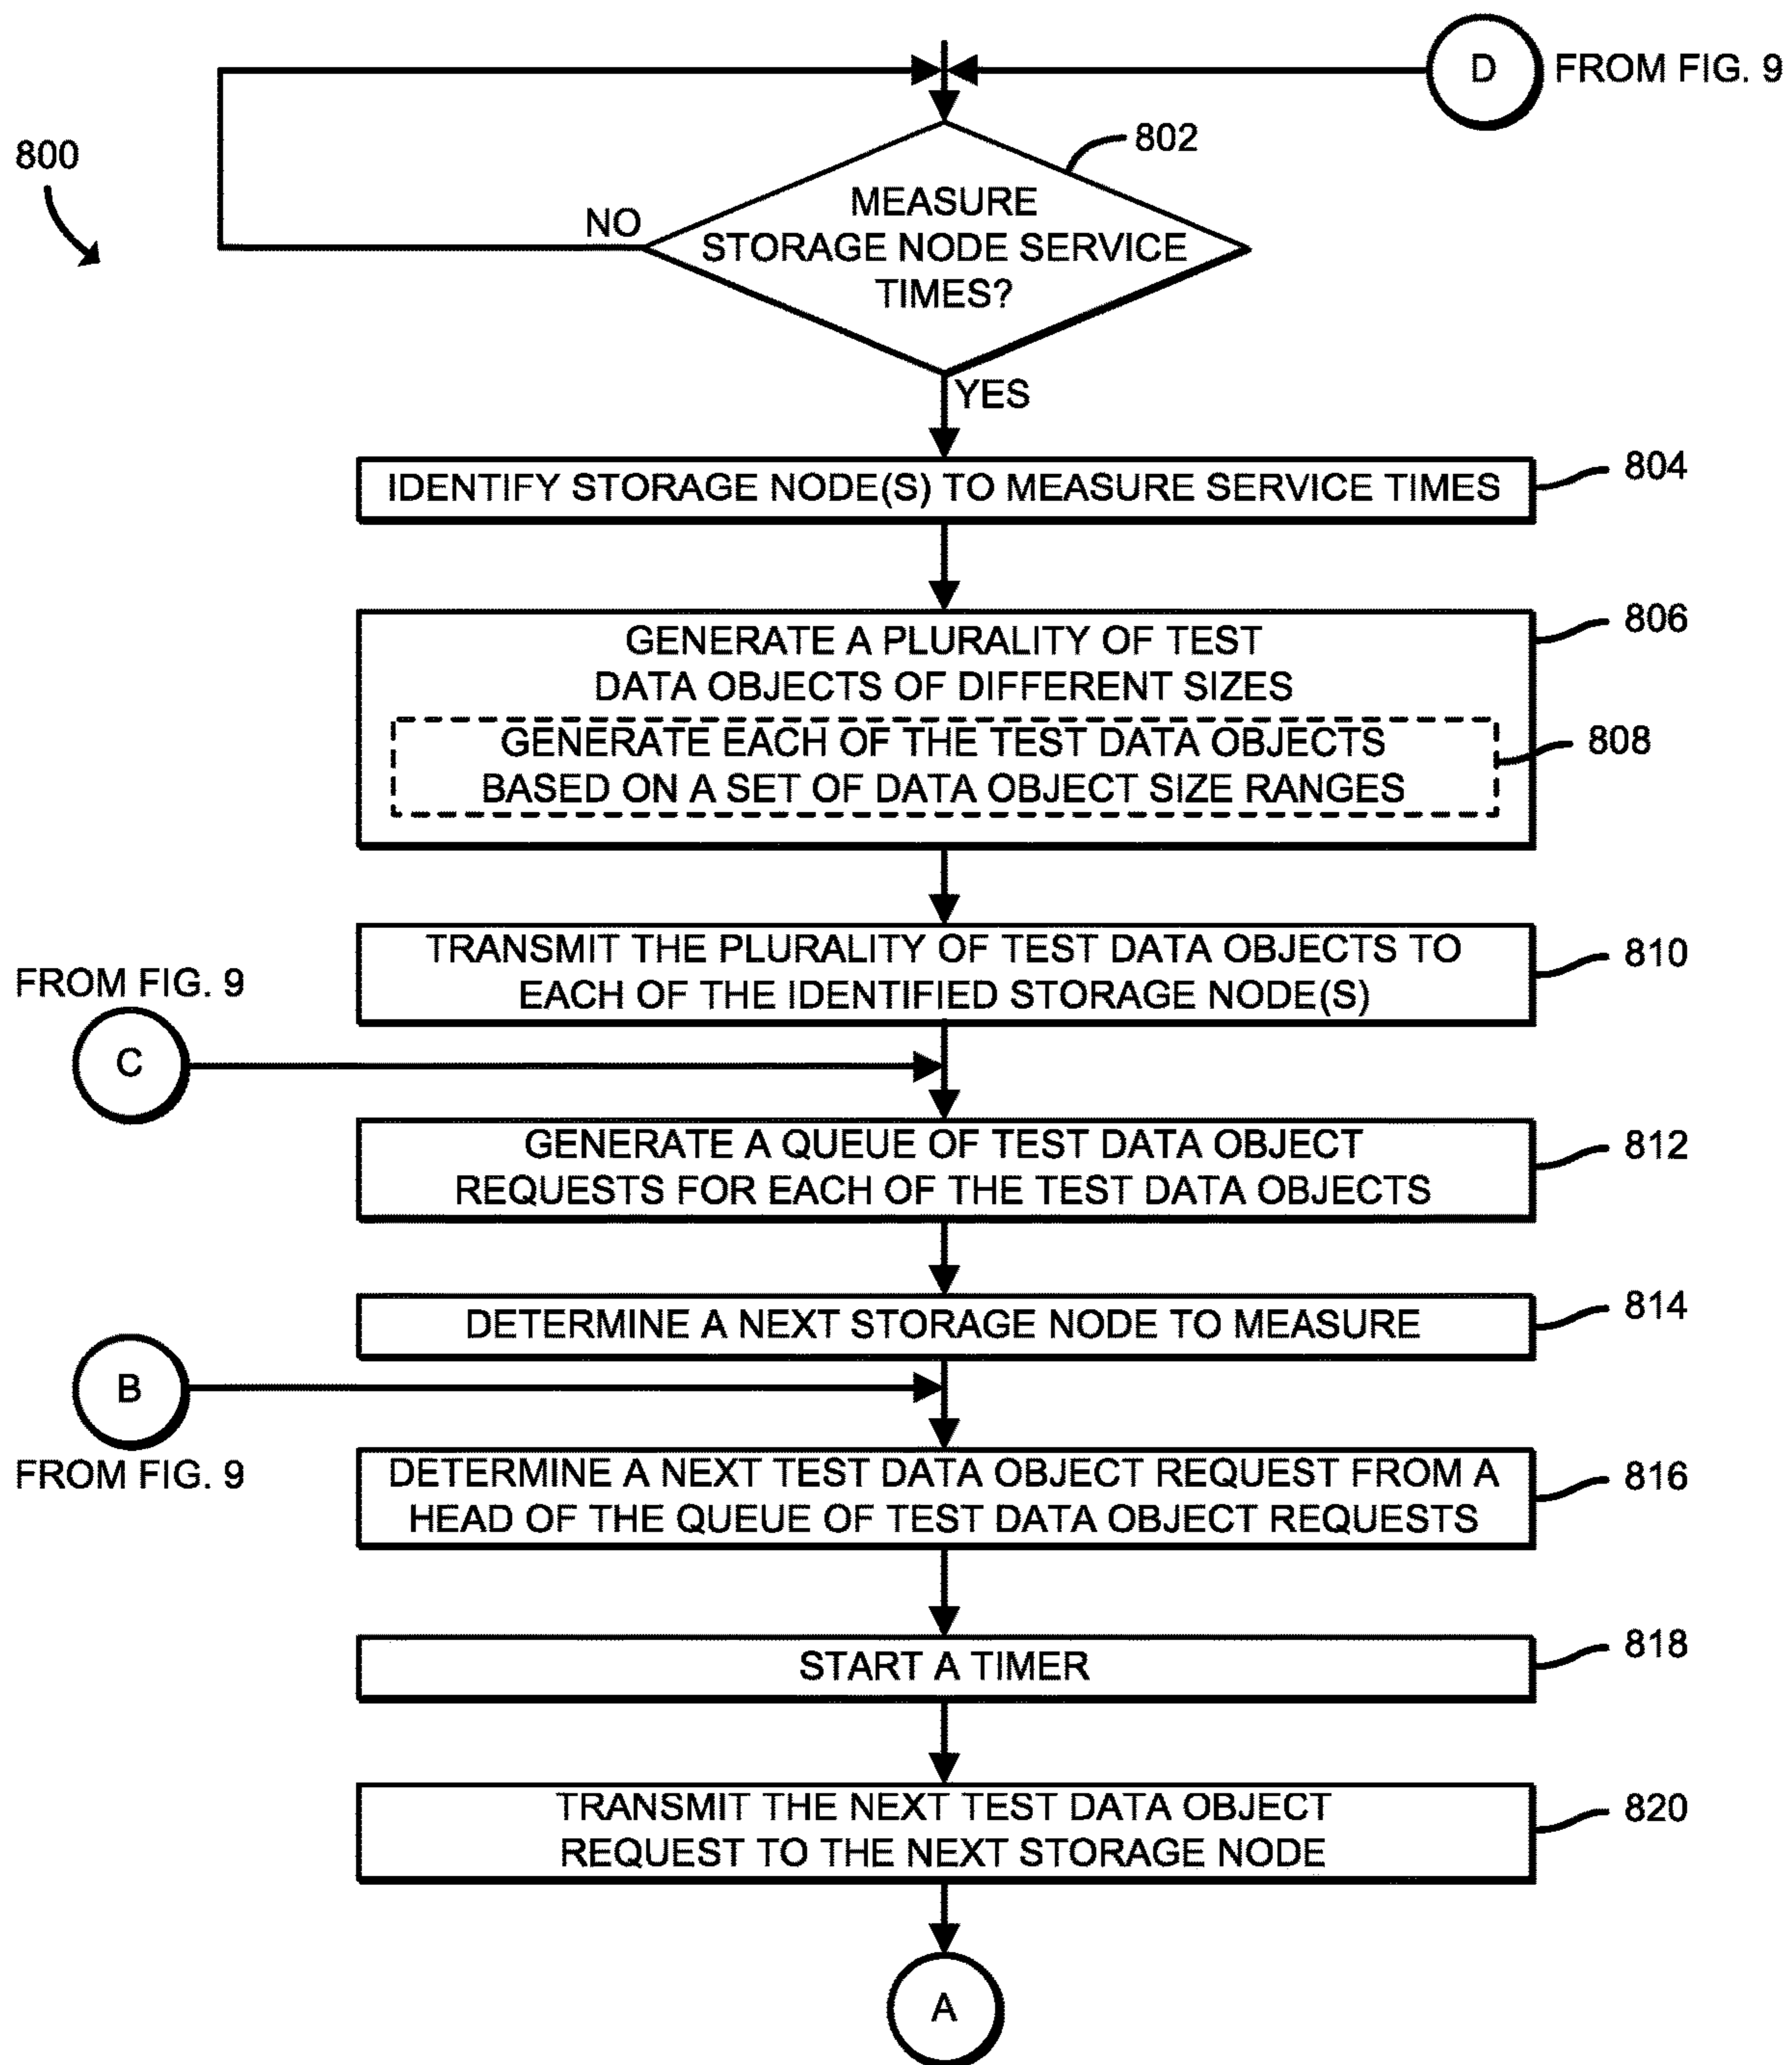 D FROM FIG. 9
800
802
MEASURE
STORAGE NODE SERVICE
TIMES?
NO
YES
IDENTIFY STORAGE NODE(S) TO MEASURE SERVICE TIMES
804
GENERATE A PLURALITY OF TEST
DATA OBJECTS OF DIFFERENT SIZES
806
GENERATE EACH OF THE TEST DATA OBJECTS
BASED ON A SET OF DATA OBJECT SIZE RANGES
808
TRANSMIT THE PLURALITY OF TEST DATA OBJECTS TO
EACH OF THE IDENTIFIED STORAGE NODE(S)
810
FROM FIG. 9
C
GENERATE A QUEUE OF TEST DATA OBJECT
REQUESTS FOR EACH OF THE TEST DATA OBJECTS
812
DETERMINE A NEXT STORAGE NODE TO MEASURE
814
B
FROM FIG. 9
DETERMINE A NEXT TEST DATA OBJECT REQUEST FROM A
HEAD OF THE QUEUE OF TEST DATA OBJECT REQUESTS
816
START A TIMER
818
TRANSMIT THE NEXT TEST DATA OBJECT
REQUEST TO THE NEXT STORAGE NODE
820
A